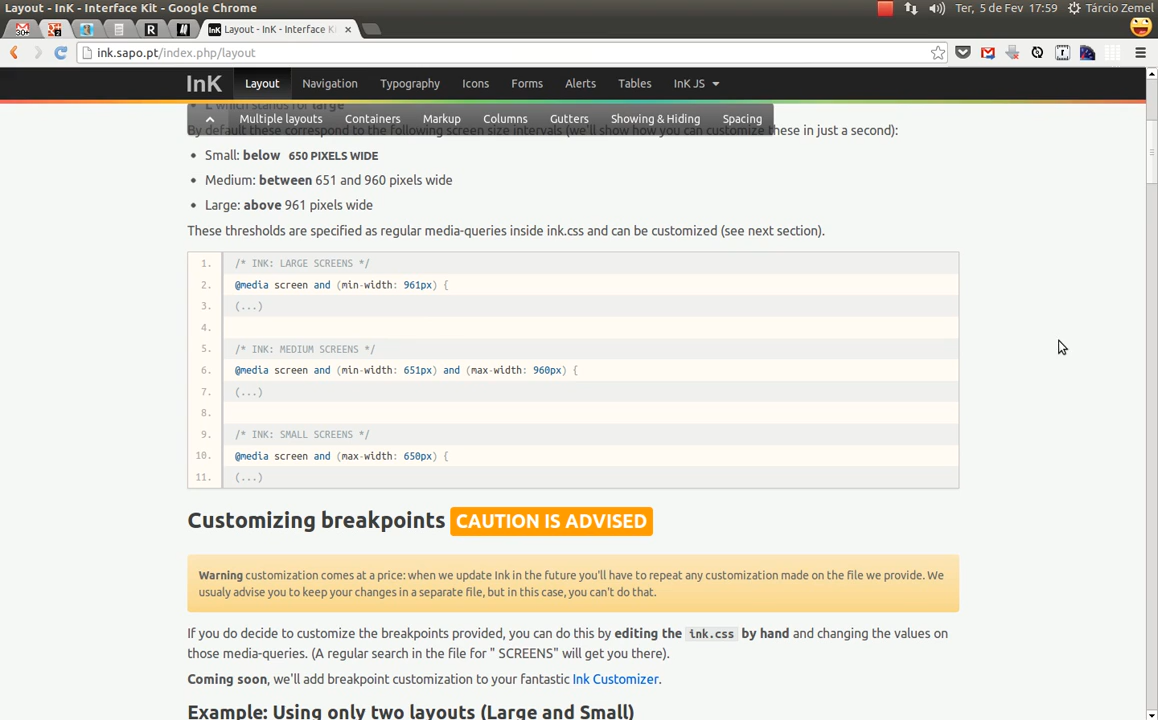 Layout - InK - Interface Kit - Google Chrome
Ter, 5 de Fev 17:59 Tárcio Zemel
30+
R
InK Layout - InK - Interface K
ink.sapo.pt/index.php/layout
InK Layout Navigation Typography Icons Forms Alerts Tables InK JS
L which stands for large
Multiple layouts Containers Markup Columns Gutters Showing & Hiding Spacing
By default these correspond to the following screen size intervals (we'll show how you can customize these in just a second):
Small: below 650 PIXELS WIDE
Medium: between 651 and 960 pixels wide
Large: above 961 pixels wide
These thresholds are specified as regular media-queries inside ink.css and can be customized (see next section).
1. /* INK: LARGE SCREENS */
2. @media screen and (min-width: 961px) {
3. (...)
4.
5. /* INK: MEDIUM SCREENS */
6. @media screen and (min-width: 651px) and (max-width: 960px) {
7. (...)
8.
9. /* INK: SMALL SCREENS */
10. @media screen and (max-width: 650px) {
11. (...)
Customizing breakpoints CAUTION IS ADVISED
Warning customization comes at a price: when we update Ink in the future you'll have to repeat any customization made on the file we provide. We
usualy advise you to keep your changes in a separate file, but in this case, you can't do that.
If you do decide to customize the breakpoints provided, you can do this by editing the ink.css by hand and changing the values on
those media-queries. (A regular search in the file for " SCREENS" will get you there).
Coming soon, we'll add breakpoint customization to your fantastic Ink Customizer.
Example: Using only two layouts (Large and Small)